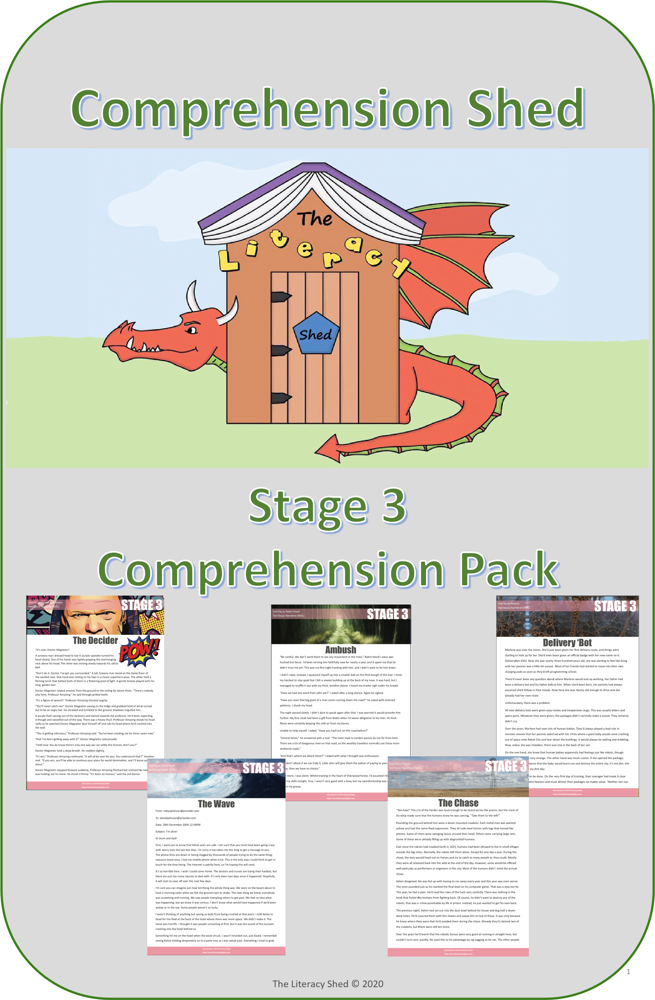 Comprehension Shed
The
Literacy
Shed
Stage 3
Comprehension Pack
Unit focus: Heroes and Villains
Text focus: Narrative
STAGE 3
The Decider
POW!
"It's over, Doctor Magnetor."
A scrawny man dressed head to toe in purple spandex turned his
head slowly. One of his hands was tightly gripping the overhanging
rock above his head. The other was inching slowly towards his utility
belt.
"Don't do it, Doctor. I've got you surrounded." A tall, brawny man stood on the damp floor of
the vaulted cave. One hand was resting on his hips in a classic superhero pose. The other held a
flaming torch that bathed both of them in a flickering pool of light. A gentle breeze played with his
long, golden hair.
Doctor Magnetor looked around, from the ground to the ceiling far above them. "There's nobody
else here, Professor Amazing," he said through gritted teeth.
"It's a figure of speech!" Professor Amazing shouted angrily.
"You'll never catch me!" Doctor Magnetor swung on the ledge and grabbed hold of what turned
out to be an angry bat. He shrieked and tumbled to the ground. Shadows engulfed him.
A purple flash sprang out of the darkness and darted towards the professor. He'd been expecting
it though and swivelled out of the way. There was a heavy thud. Professor Amazing shook his head
sadly as he watched Doctor Magnetor dust himself off and rub his head where he'd crashed into
the wall.
"This is getting ridiculous," Professor Amazing said. "You've been evading me for three years now."
"And I've been getting away with it!" Doctor Magnetor said proudly.
"Until now. You do know there's only one way we can settle this forever, don't you?"
Doctor Magnetor took a deep breath. He nodded slightly.
"If I win," Professor Amazing continued, "it will all be over for you. You understand that?" Another
nod. "If you win, you'll be able to continue your plans for world domination, and I'll leave yo
alone."
Doctor Magnetor stepped forward suddenly. Professor Amazing flinched but realised his nem
was holding out his hand. He shook it firmly. "It's been an honour," said the evil doctor.
all resources ©2019 Literacy Shed
http://www.literacyshedplus.com
Unit focus: Robin Hood
Text focus: Narrative (660L)
STAGE 3
Ambush
"Be careful. We don't want them to see any movement in the trees." Robin Hood's voice was
hushed but fierce. I'd been serving him faithfully now for nearly a year, and it upset me that he
didn't trust me yet. This was my first night hunting with him, and I didn't want to let him down.
I didn't reply. Instead, I squeezed myself up into a smaller ball on the thick bough of the tree. I tried
my hardest to stay quiet but I felt a sneeze building up at the back of my nose. It was hard, but I
managed to snuffle it out with my thick, woollen sleeve. I heard my master sigh under his breath.
"Have we had any word from John yet?" I asked after a long silence. Again he sighed.
"Have you seen that big giant of a man come running down the road?" he asked with strained
patience. I shook my head.
The night passed slowly. I didn't dare to speak again after that. I was worried it would provoke him
further. My fine cloak had been a gift from Robin when I'd swore allegiance to his men. Its thick
fibres were certainly keeping the chill air from my bones.
Unable to help myself, I asked, "Have you had luck on this road before?"
"Several times," he answered with a nod. "The main road to London passes by not far from here.
There are a lot of dangerous men on that road, so the wealthy travellers normally use these more
sheltered roads."
"And that's where we attack them?" I asked with what I thought was enthusiasm.
don't attack if we can help it. Little John will give them the option of paying to pass.
se, then we have no choice."
e more, I was silent. Whilst training in the heart of Sherwood Forest, I'd assumed I'd
my skills tonight. True, I wasn't very good with a bow, but my swordsmanship was
in my group.
all resources ©2019 Literacy Shed
http://www.literacyshedplus.com
Unit focus: Robots
Text focus: Narrative (740L)
STAGE 3
Delivery 'Bot
Marlene was over the moon. She'd just been given her first delivery route, and things were
starting to look up for her. She'd even been given an official badge with her new name on it.
DeliveryBot-3302. Now she was nearly three-hundred years old, she was starting to feel like living
with her parents was a little bit uncool. Most of her friends had started to move into their own
charging pods as soon as they'd left programming school.
There'd never been any question about where Marlene would end up working. Her father had
been a delivery bot and his father before him. When she'd been born, her parents had always
assumed she'd follow in their treads. Now here she was. Barely old enough to drive and she
already had her own route.
Unfortunately, there was a problem.
All new delivery bots were given easy routes and inexpensive cargo. This was usually letters and
spare parts. Whatever they were given, the packages didn't normally make a sound. They certainly
didn't cry.
Over the years, Marlene had seen lots of human babies. They'd always played a lead role in
monster movies that her parents watched with her. Films where a giant baby would come crashing
out of space onto Robot City and tear down the buildings. It would always be wailing and dribbling.
Now, unless she was mistaken, there was one in the back of her van.
On the one hand, she knew that human babies apparently had feelings just like robots, though
very strange. The other hand was much scarier. If she opened the package,
hance that the baby would burst out and destroy the entire city. It's not fair, she
my first day.
to be done. On the very first day of training, their manager had made it clear
vere fearless and must deliver their packages no matter what. "Neither rain nor
all resources ©2019 Literacy Shed
http://www.literacyshedplus.com
Unit focus: Angry Earth
Text focus: Letter (670L)
STAGE 3
The Wave
From: robynjohnson@provider.com
To: danieljohnson@provider.com
Date: 28th December 2004 12:34PM
Subject: I'm alive!
Hi mum and dad!
First, I want you to know that Kelsie and I are safe. I am sure that you must have been going crazy
with worry over the last few days. I'm sorry it has taken me this long to get a message to you.
The phone lines are down or being clogged by thousands of people trying to do the same thing:
reassure loved ones. I lost my mobile phone when it hit. This is the only way I could think to get in
touch for the time being. The Internet is patchy here, so I'm hoping this will send.
It's so horrible here. I wish I could come home. The doctors and nurses are trying their hardest, but
there are just too many injuries to deal with. It's only been two days since it happened. Hopefully,
it will start to ease off over the next few days.
I'm sure you can imagine just how terrifying the whole thing was. We were on the beach about to
have a morning swim when we felt the ground start to shake. The next thing we knew, everybody
was screaming and running. We saw people trampling others to get past. We had no idea what
was happening, but we knew it was serious. I don't know what would have happened if we'd been
asleep or in the sea. Some people weren't so lucky.
I wasn't thinking of anything but saving us both from being crushed at that point. I told Kelsie to
head for the field at the back of the hotel where there was more space. We didn't make it. The
noise was horrific. I thought it was people screaming at first, but it was the sound of the tsunami
crashing into the hotel behind us.
Something hit me on the head when the wave struck. I wasn't knocked out, just dazed. I remember
seeing Kelsie holding desperately on to a palm tree as I was swept past. Everything I tried to grab
all resources ©2019 Literacy Shed
http://www.literacyshedplus.com
Unit focus: Robots
Text focus: Narrative (760L)
STAGE 3
The Chase
"Yee-haw!" The cry of the herder was loud enough to be heard across the prairie, but the crack of
his whip made sure that the humans knew he was coming. "Take them to the left!"
Pounding the ground behind him were a dozen mounted cowbots. Each metal man was painted
yellow and had the same fixed expression. They all rode steel horses with legs that moved like
pistons. Some of them were swinging lassos around their head. Others were carrying large nets.
Some of these were already filling up with disgruntled humans.
Ever since the robots had invaded Earth in 2025, humans had been allowed to live in small villages
outside the big cities. Normally, the robots left them alone. Except for one day a year. During the
chase, the bots would head out on horses and try to catch as many people as they could. Mostly
they were all released back into the wild at the end of the day. However, some would be offered
well-paid jobs as performers or engineers in the city. Most of the humans didn't mind the annual
chase.
Kelvin disagreed. He was fed up with having to run away every year and this year was even worse.
The siren sounded just as he reached the final level on his computer game. That was a step too far.
This year, he had a plan. He'd read the rules of the hunt very carefully. There was nothing in the
book that forbid the humans from fighting back. Of course, he didn't want to destroy any of the
robots, that was a crime punishable by life in prison. Instead, he just wanted to get his own back.
The previous night, Kelvin had set out into the dust bowl behind his house and dug half a dozen
deep holes. He'd covered them with fern leaves and swept dirt on top of those. It was only because
he knew where they were that he'd avoided them during the chase. Already they'd claimed two of
the cowbots, but there were still ten more.
Over the years he"d learnt that the robotic horses were very good at running in straight lines, but
couldn't turn very quickly. He used this to his advantage by zig-zagging as he ran. The other people
all resources ©2019 Literacy Shed
http://www.literacyshedplus.com
1
The Literacy Shed © 2020